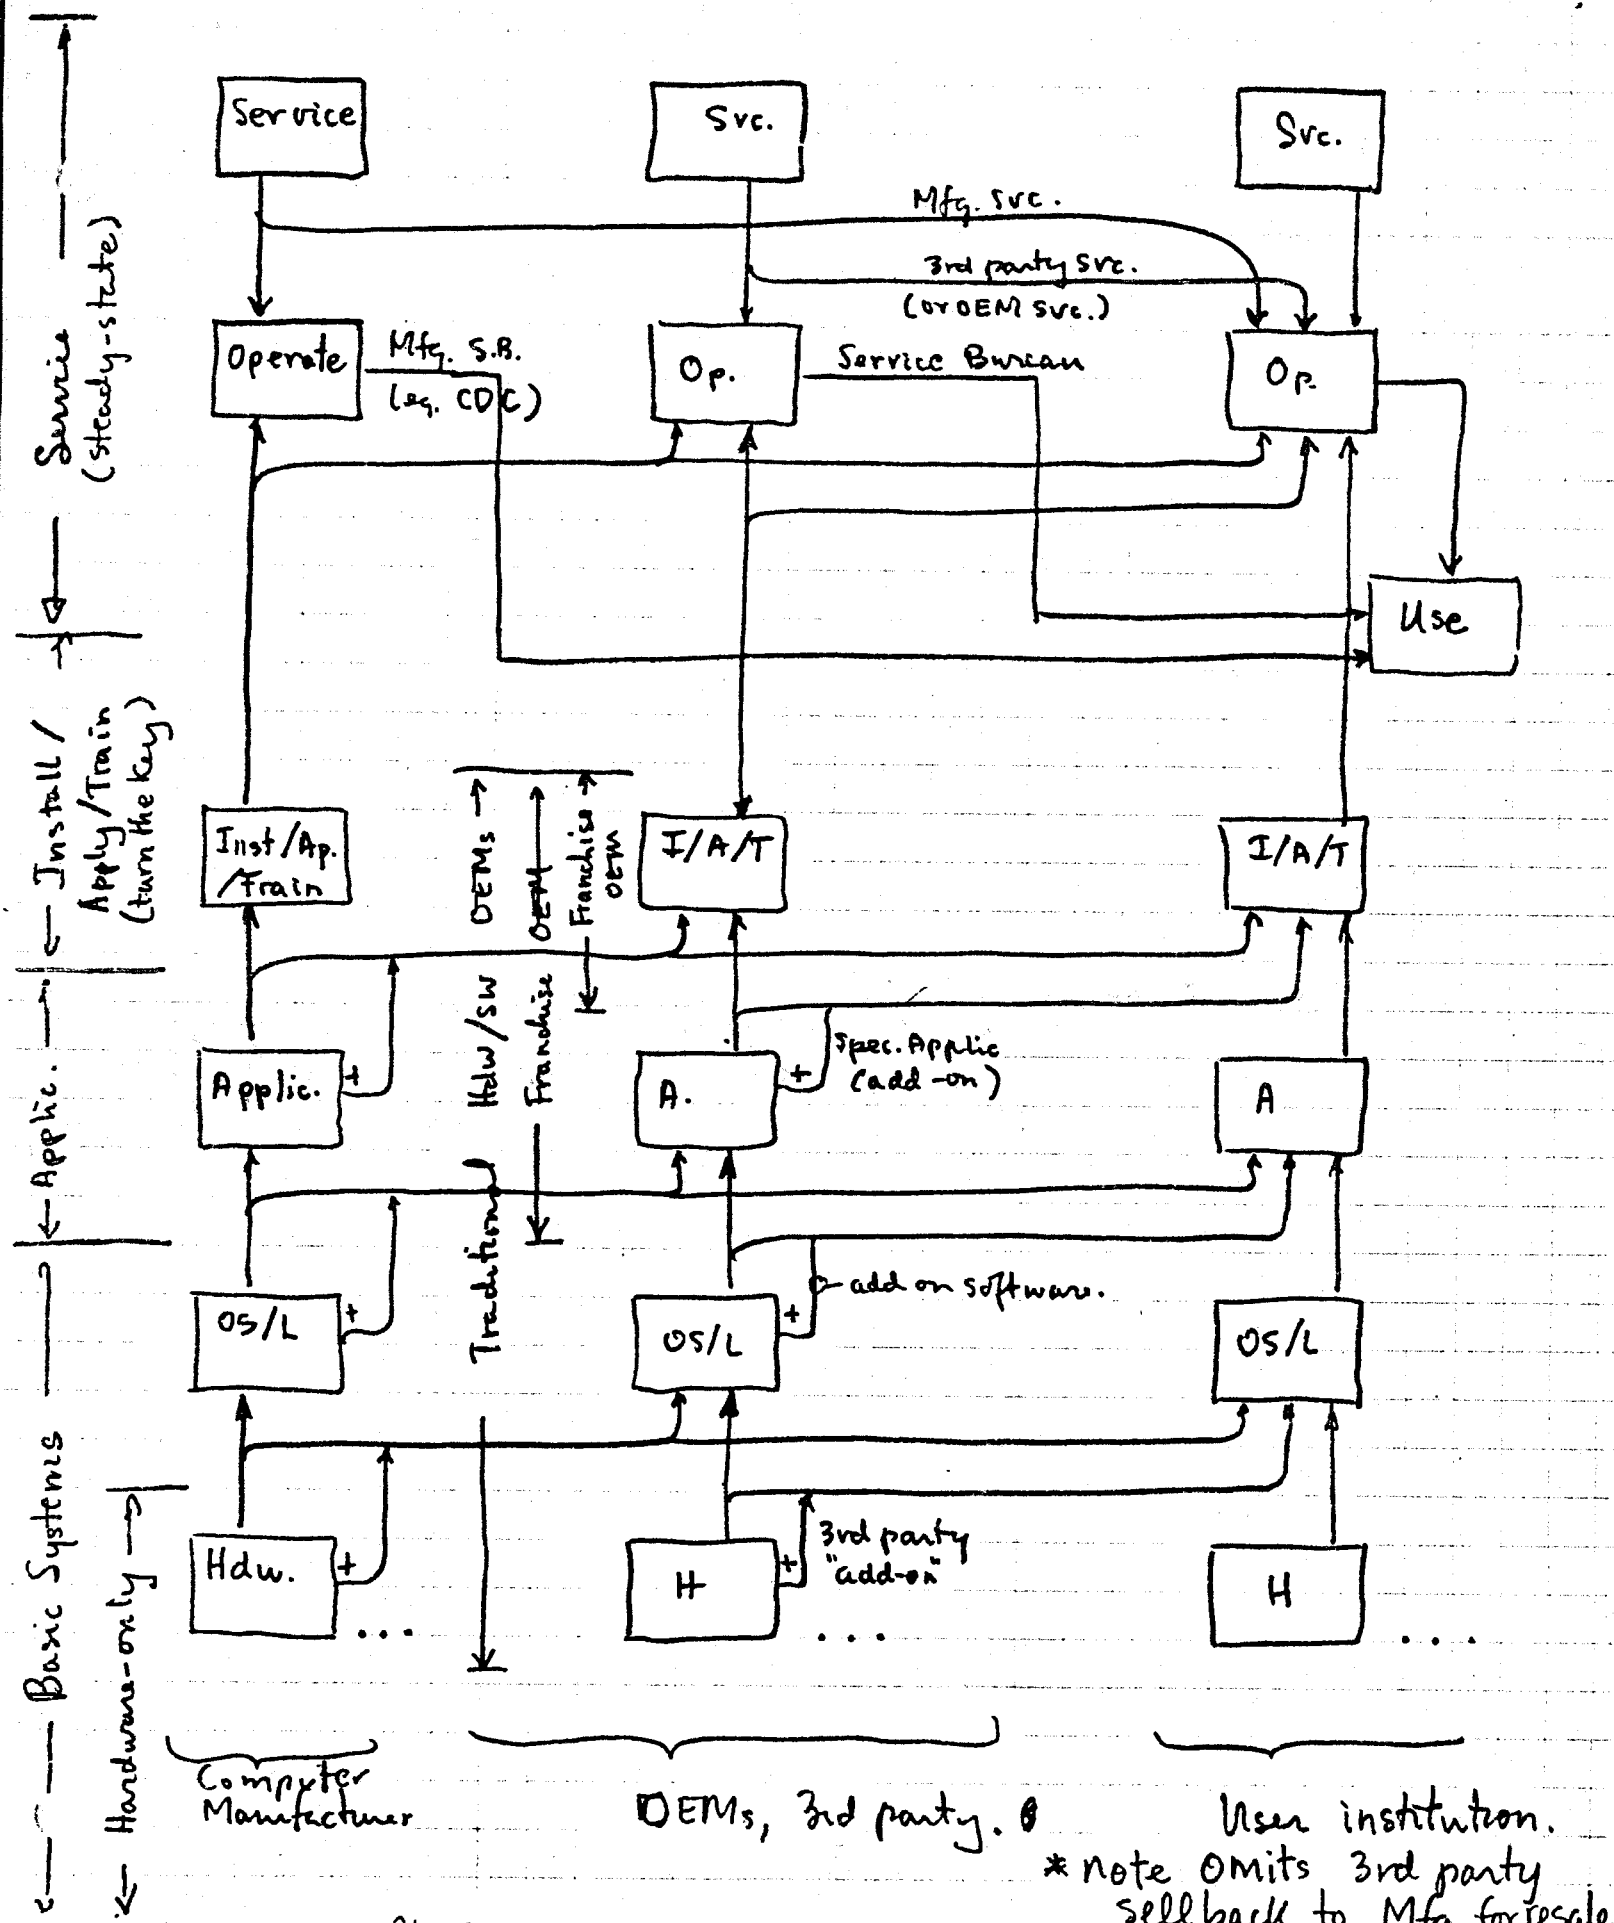 Service
Svc.
Svc.
Mfg. svc.
3rd party svc.
(or OEM svc.)
Operate
Mfg. S.B.
(eg. CDC)
Op.
Service Bureau
Op.
Use
Service
(steady-state)
Install/
Apply/Train
(turn the key)
Inst/Ap.
/Train
OEMs
OEM
Franchise
OEM
I/A/T
I/A/T
Applic.
Applic.
+
Traditional Hdw/SW
Franchise
A.
+
Spec. Applic
(add-on)
A
OS/L
+
OS/L
+
add on software.
OS/L
Basic Systems
Hardware-only
Hdw.
+
...
H
+
3rd party
"add-on"
...
H
...
Computer
Manufacturer
OEMs, 3rd party.
User institution.
* note omits 3rd party
sell back to Mfg for resale